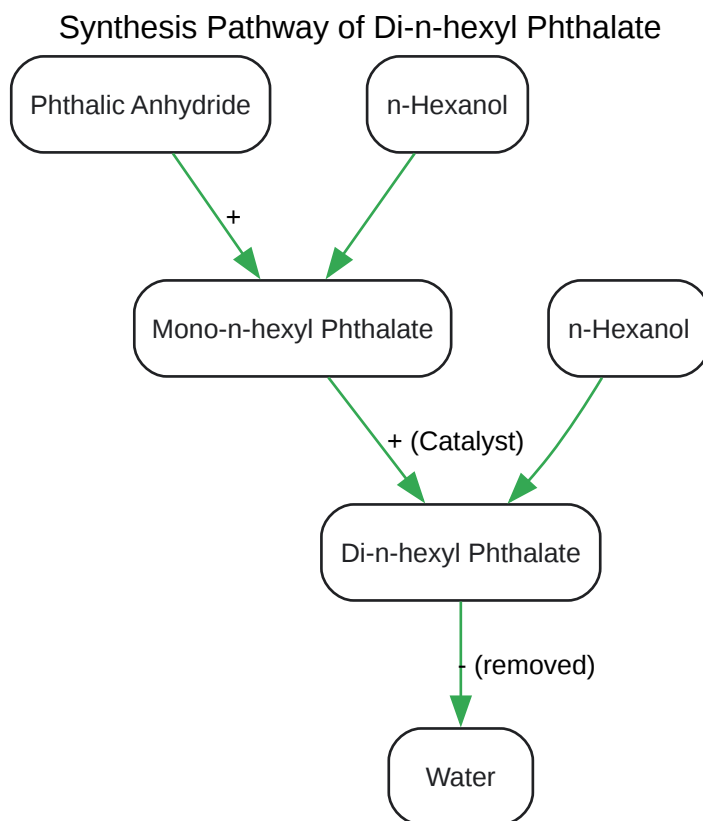 Synthesis Pathway of Di-n-hexyl Phthalate
Phthalic Anhydride
n-Hexanol
+
Mono-n-hexyl Phthalate
n-Hexanol
+ (Catalyst)
Di-n-hexyl Phthalate
- (removed)
Water